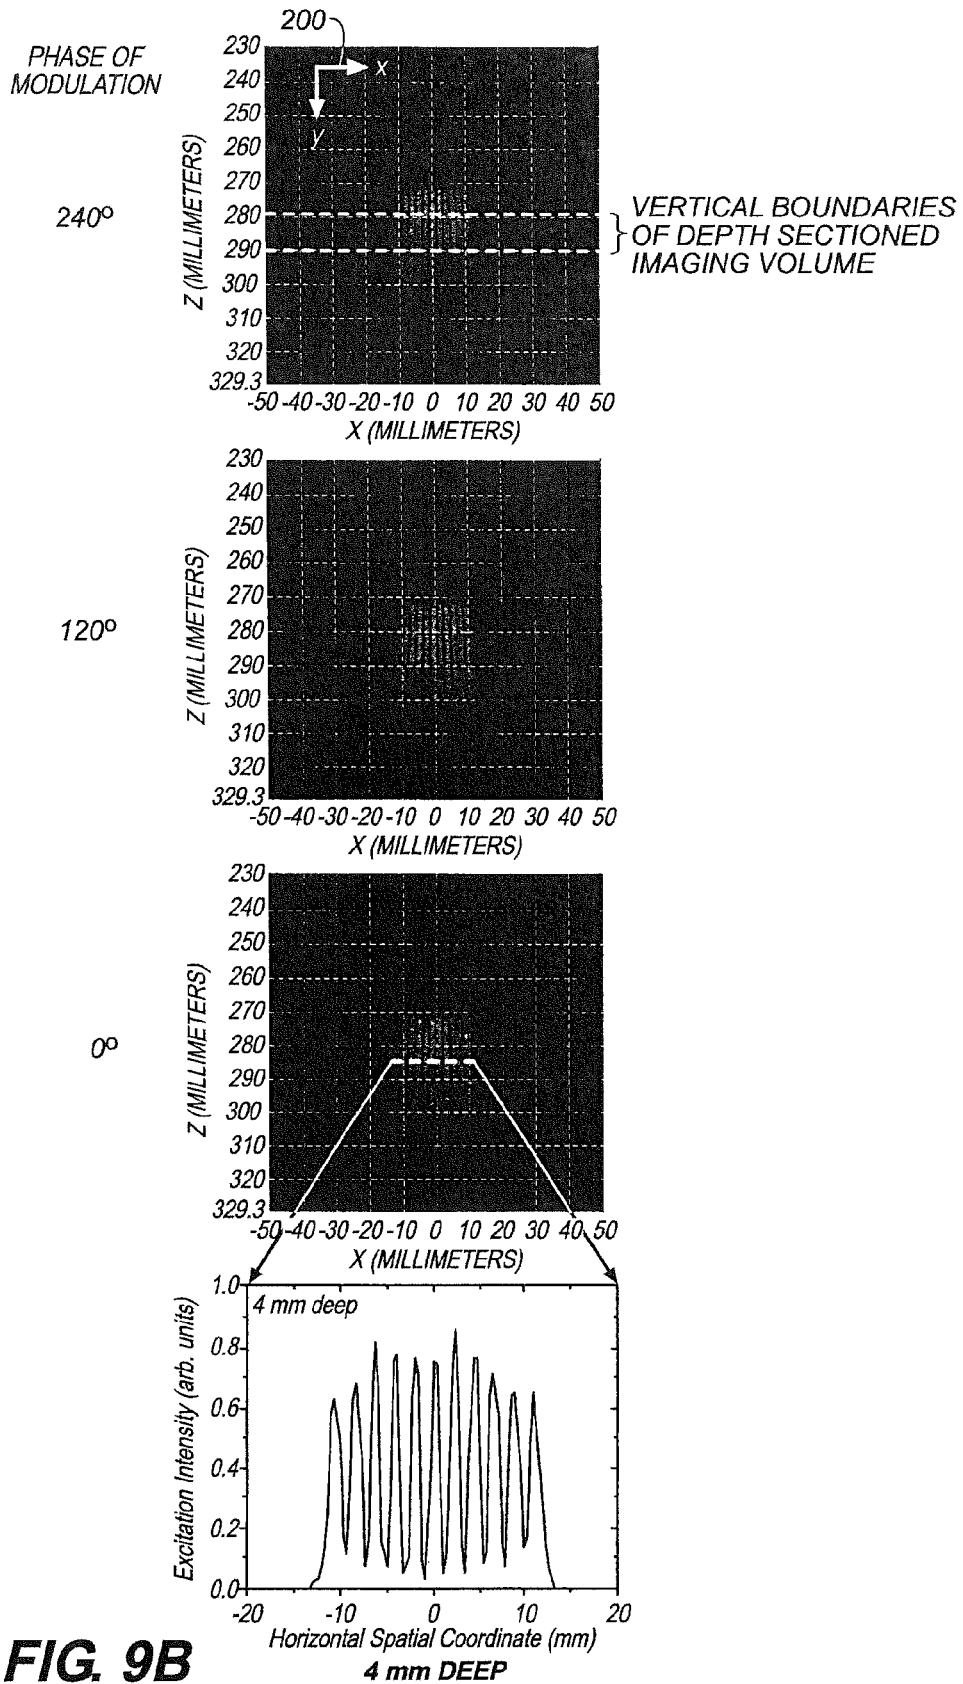 200
PHASE OF
MODULATION
x
y
230
240
250
260
270
280
290
300
310
320
329.3
Z (MILLIMETERS)
240º
VERTICAL BOUNDARIES
OF DEPTH SECTIONED
IMAGING VOLUME
-50 -40 -30 -20 -10 0 10 20 30 40 50
X (MILLIMETERS)
230
240
250
260
270
280
290
300
310
320
329.3
Z (MILLIMETERS)
120º
-50 -40 -30 -20 -10 0 10 20 30 40 50
X (MILLIMETERS)
230
240
250
260
270
280
290
300
310
320
329.3
Z (MILLIMETERS)
0º
-50 -40 -30 -20 -10 0 10 20 30 40 50
X (MILLIMETERS)
4 mm deep
1.0
0.8
0.6
0.4
0.2
0.0
Excitation Intensity (arb. units)
-20 -10 0 10 20
Horizontal Spatial Coordinate (mm)
4 mm DEEP
FIG. 9B